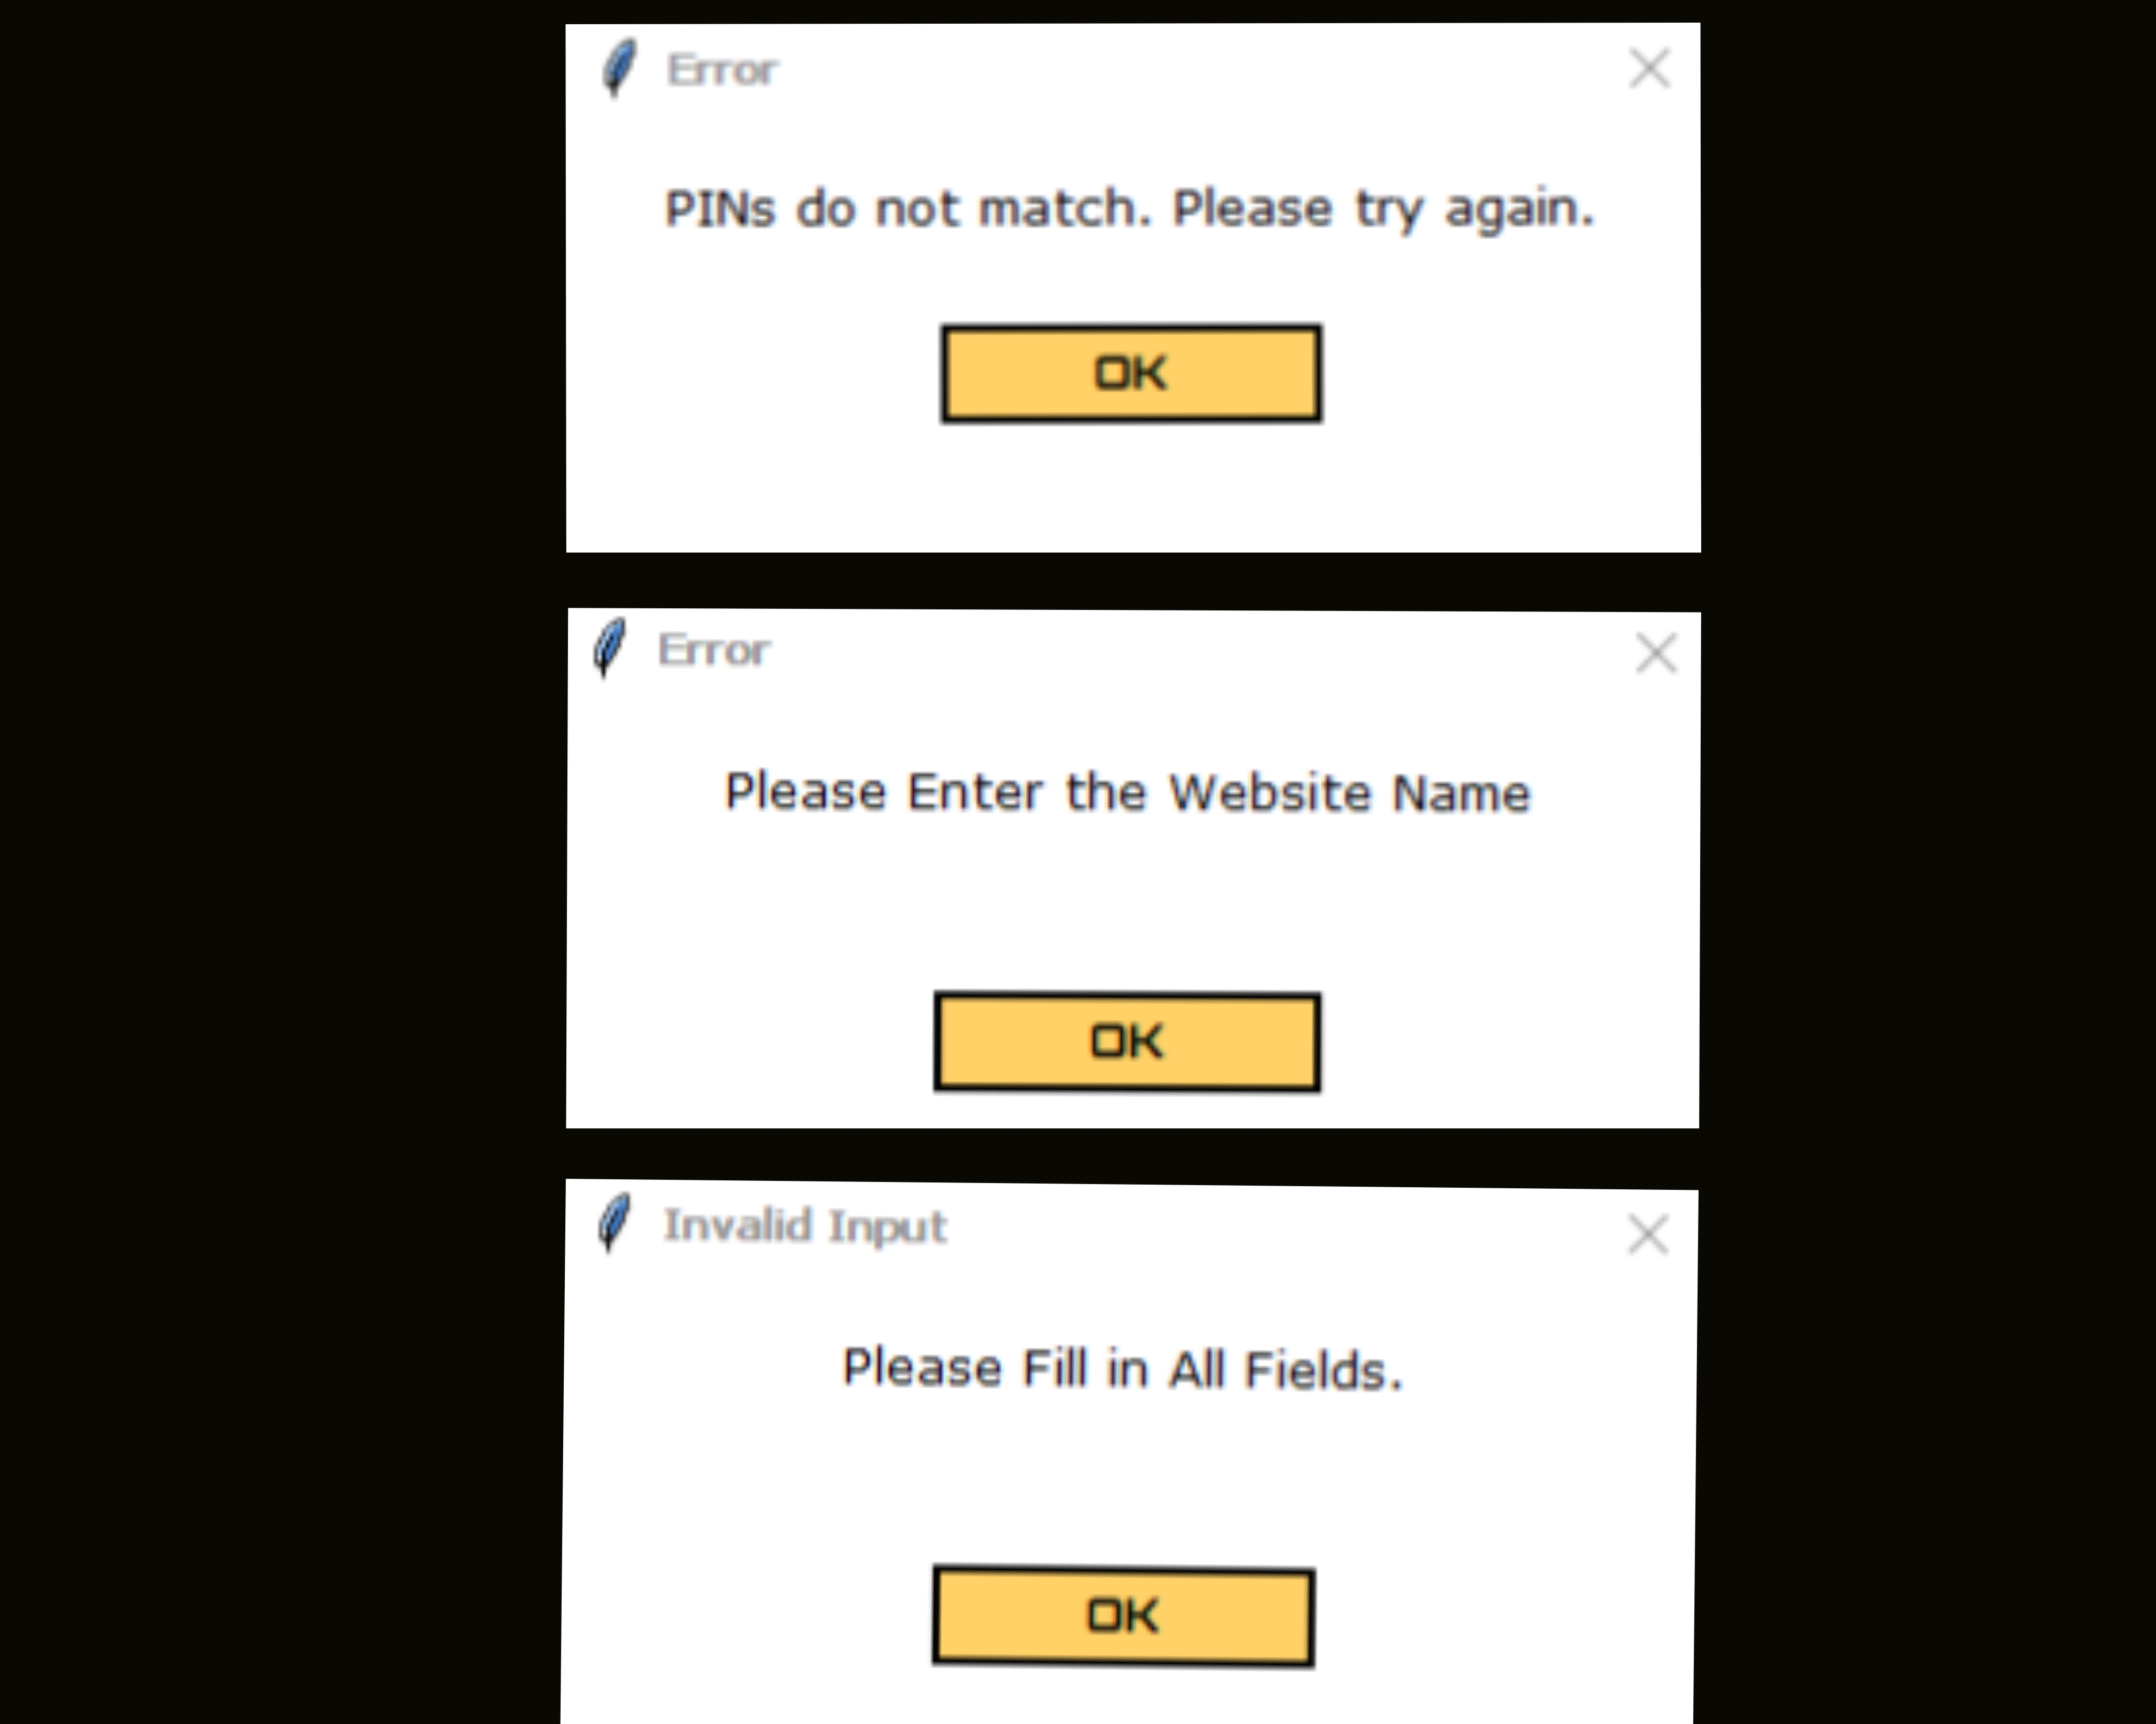 Error
PINs do not match. Please try again.
OK
Error
Please Enter the Website Name
OK
Invalid Input
Please Fill in All Fields.
OK